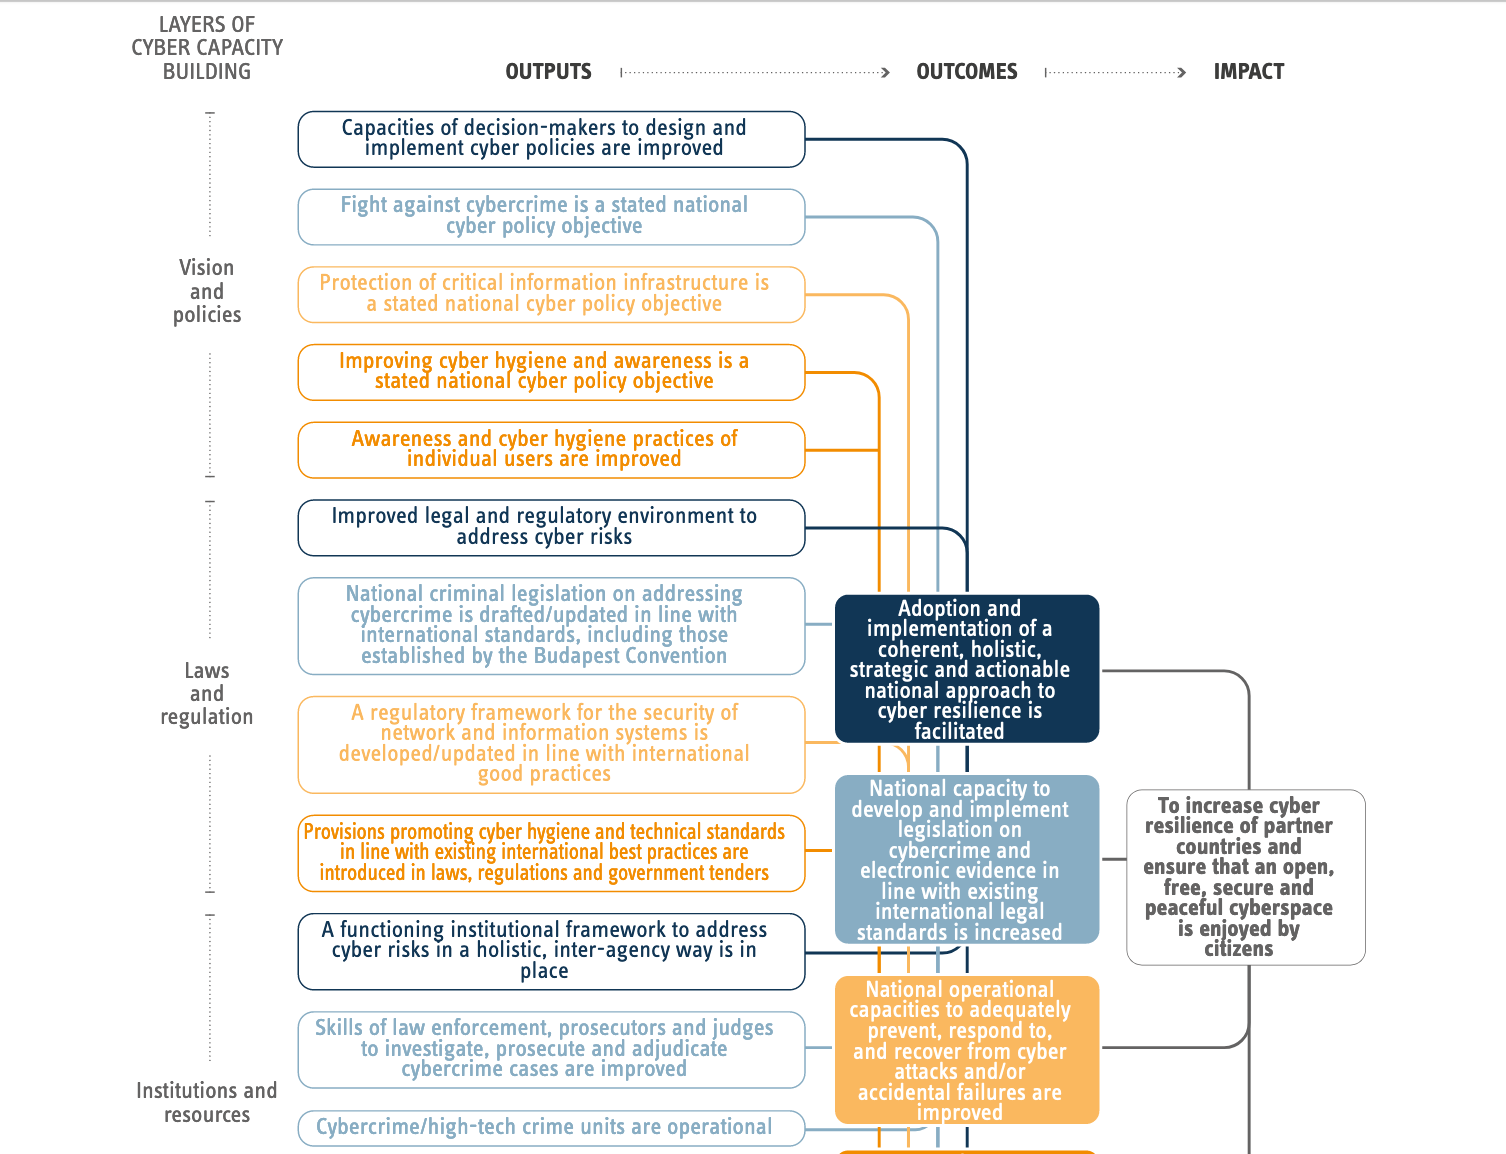 LAYERS OF
CYBER CAPACITY
BUILDING
OUTPUTS
OUTCOMES
IMPACT
Vision
and
policies
Capacities of decision-makers to design and
implement cyber policies are improved
Fight against cybercrime is a stated national
cyber policy objective
Protection of critical information infrastructure is
a stated national cyber policy objective
Improving cyber hygiene and awareness is a
stated national cyber policy objective
Awareness and cyber hygiene practices of
individual users are improved
Laws
and
regulation
Improved legal and regulatory environment to
address cyber risks
National criminal legislation on addressing
cybercrime is drafted/updated in line with
international standards, including those
established by the Budapest Convention
A regulatory framework for the security of
network and information systems is
developed/updated in line with international
good practices
Provisions promoting cyber hygiene and technical standards
in line with existing international best practices are
introduced in laws, regulations and government tenders
Institutions and
resources
A functioning institutional framework to address
cyber risks in a holistic, inter-agency way is in
place
Skills of law enforcement, prosecutors and judges
to investigate, prosecute and adjudicate
cybercrime cases are improved
Cybercrime/high-tech crime units are operational
Adoption and
implementation of a
coherent, holistic,
strategic and actionable
national approach to
cyber resilience is
facilitated
National capacity to
develop and implement
legislation on
cybercrime and
electronic evidence in
line with existing
international legal
standards is increased
National operational
capacities to adequately
prevent, respond to,
and recover from cyber
attacks and/or
accidental failures are
improved
To increase cyber
resilience of partner
countries and
ensure that an open,
free, secure and
peaceful cyberspace
is enjoyed by
citizens